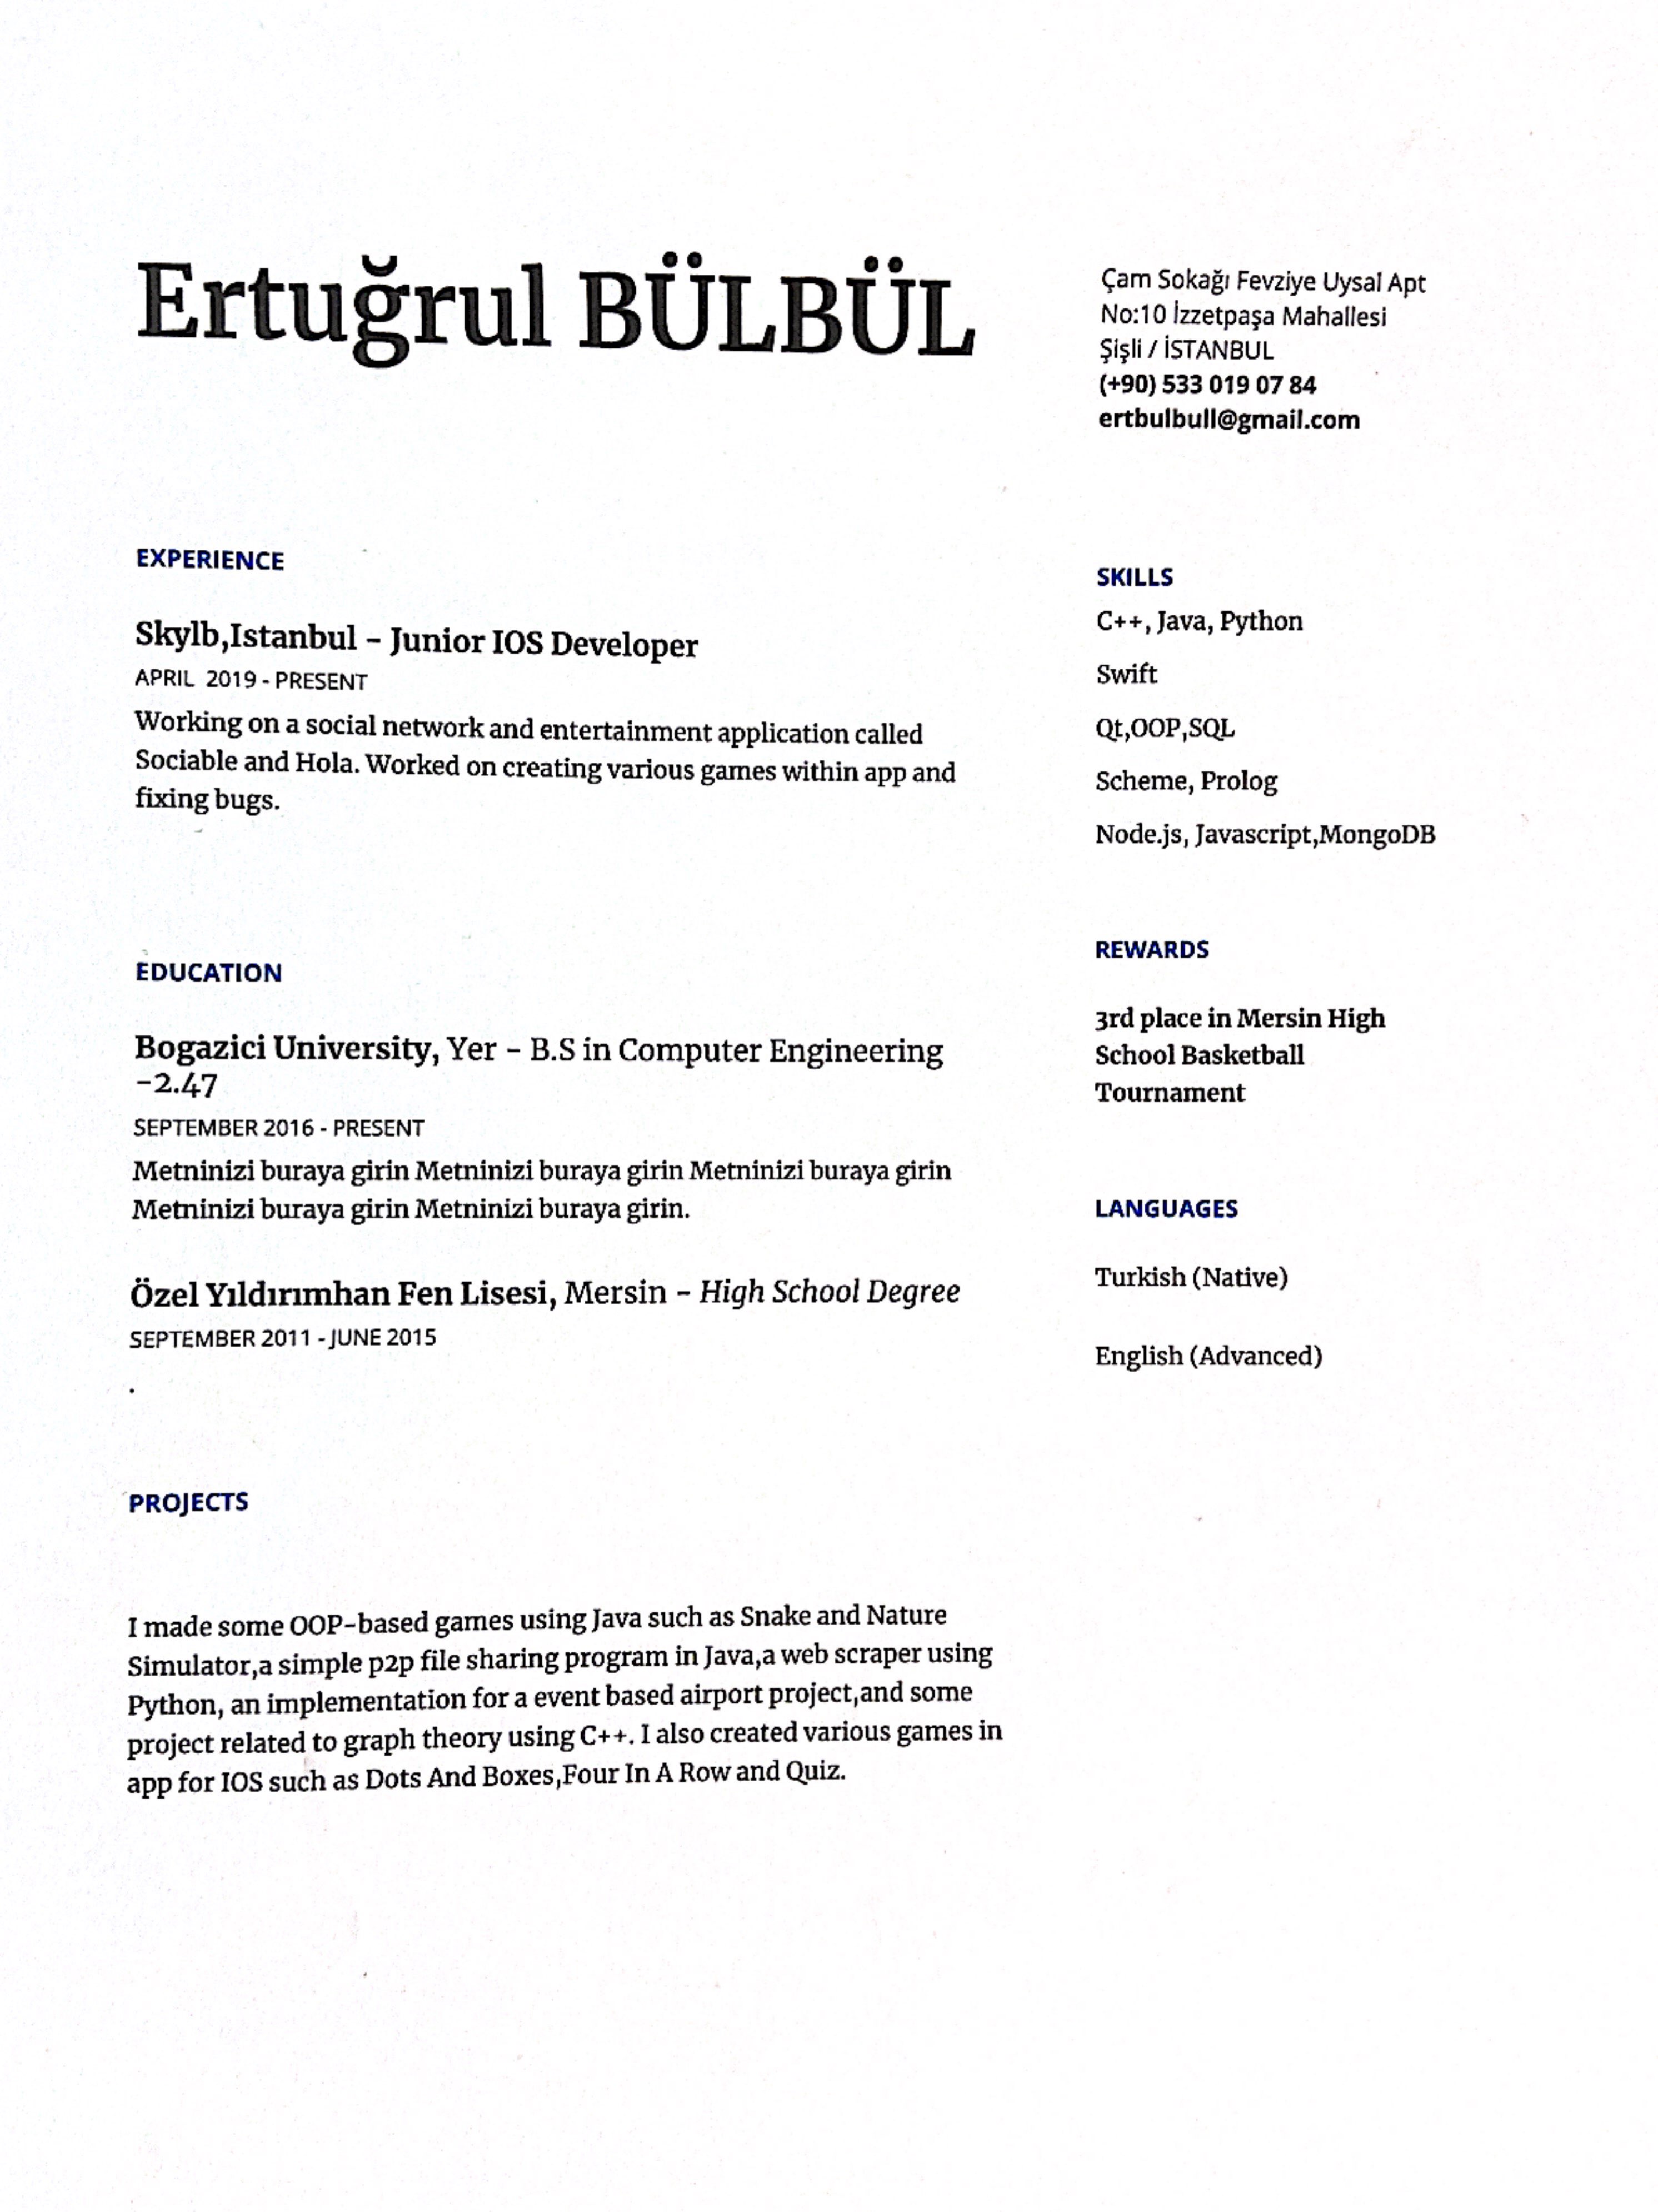 Ertuğrul BÜLBÜL
Çam Sokağı Fevziye Uysal Apt
No:10 İzzetpaşa Mahallesi
Şişli / İSTANBUL
(+90) 533 019 07 84
ertbulbull@gmail.com
EXPERIENCE
Skylb,Istanbul – Junior IOS Developer
APRIL 2019 - PRESENT
Working on a social network and entertainment application called
Sociable and Hola. Worked on creating various games within app and
fixing bugs.
EDUCATION
Bogazici University, Yer – B.S in Computer Engineering
-2.47
SEPTEMBER 2016 - PRESENT
Metninizi buraya girin Metninizi buraya girin Metninizi buraya girin
Metninizi buraya girin Metninizi buraya girin.
Özel Yıldırımhan Fen Lisesi, Mersin – High School Degree
SEPTEMBER 2011 - JUNE 2015
.
PROJECTS
I made some OOP-based games using Java such as Snake and Nature
Simulator,a simple p2p file sharing program in Java,a web scraper using
Python, an implementation for a event based airport project,and some
project related to graph theory using C++. I also created various games in
app for IOS such as Dots And Boxes,Four In A Row and Quiz.
SKILLS
C++, Java, Python
Swift
Qt,OOP,SQL
Scheme, Prolog
Node.js, Javascript,MongoDB
REWARDS
3rd place in Mersin High
School Basketball
Tournament
LANGUAGES
Turkish (Native)
English (Advanced)